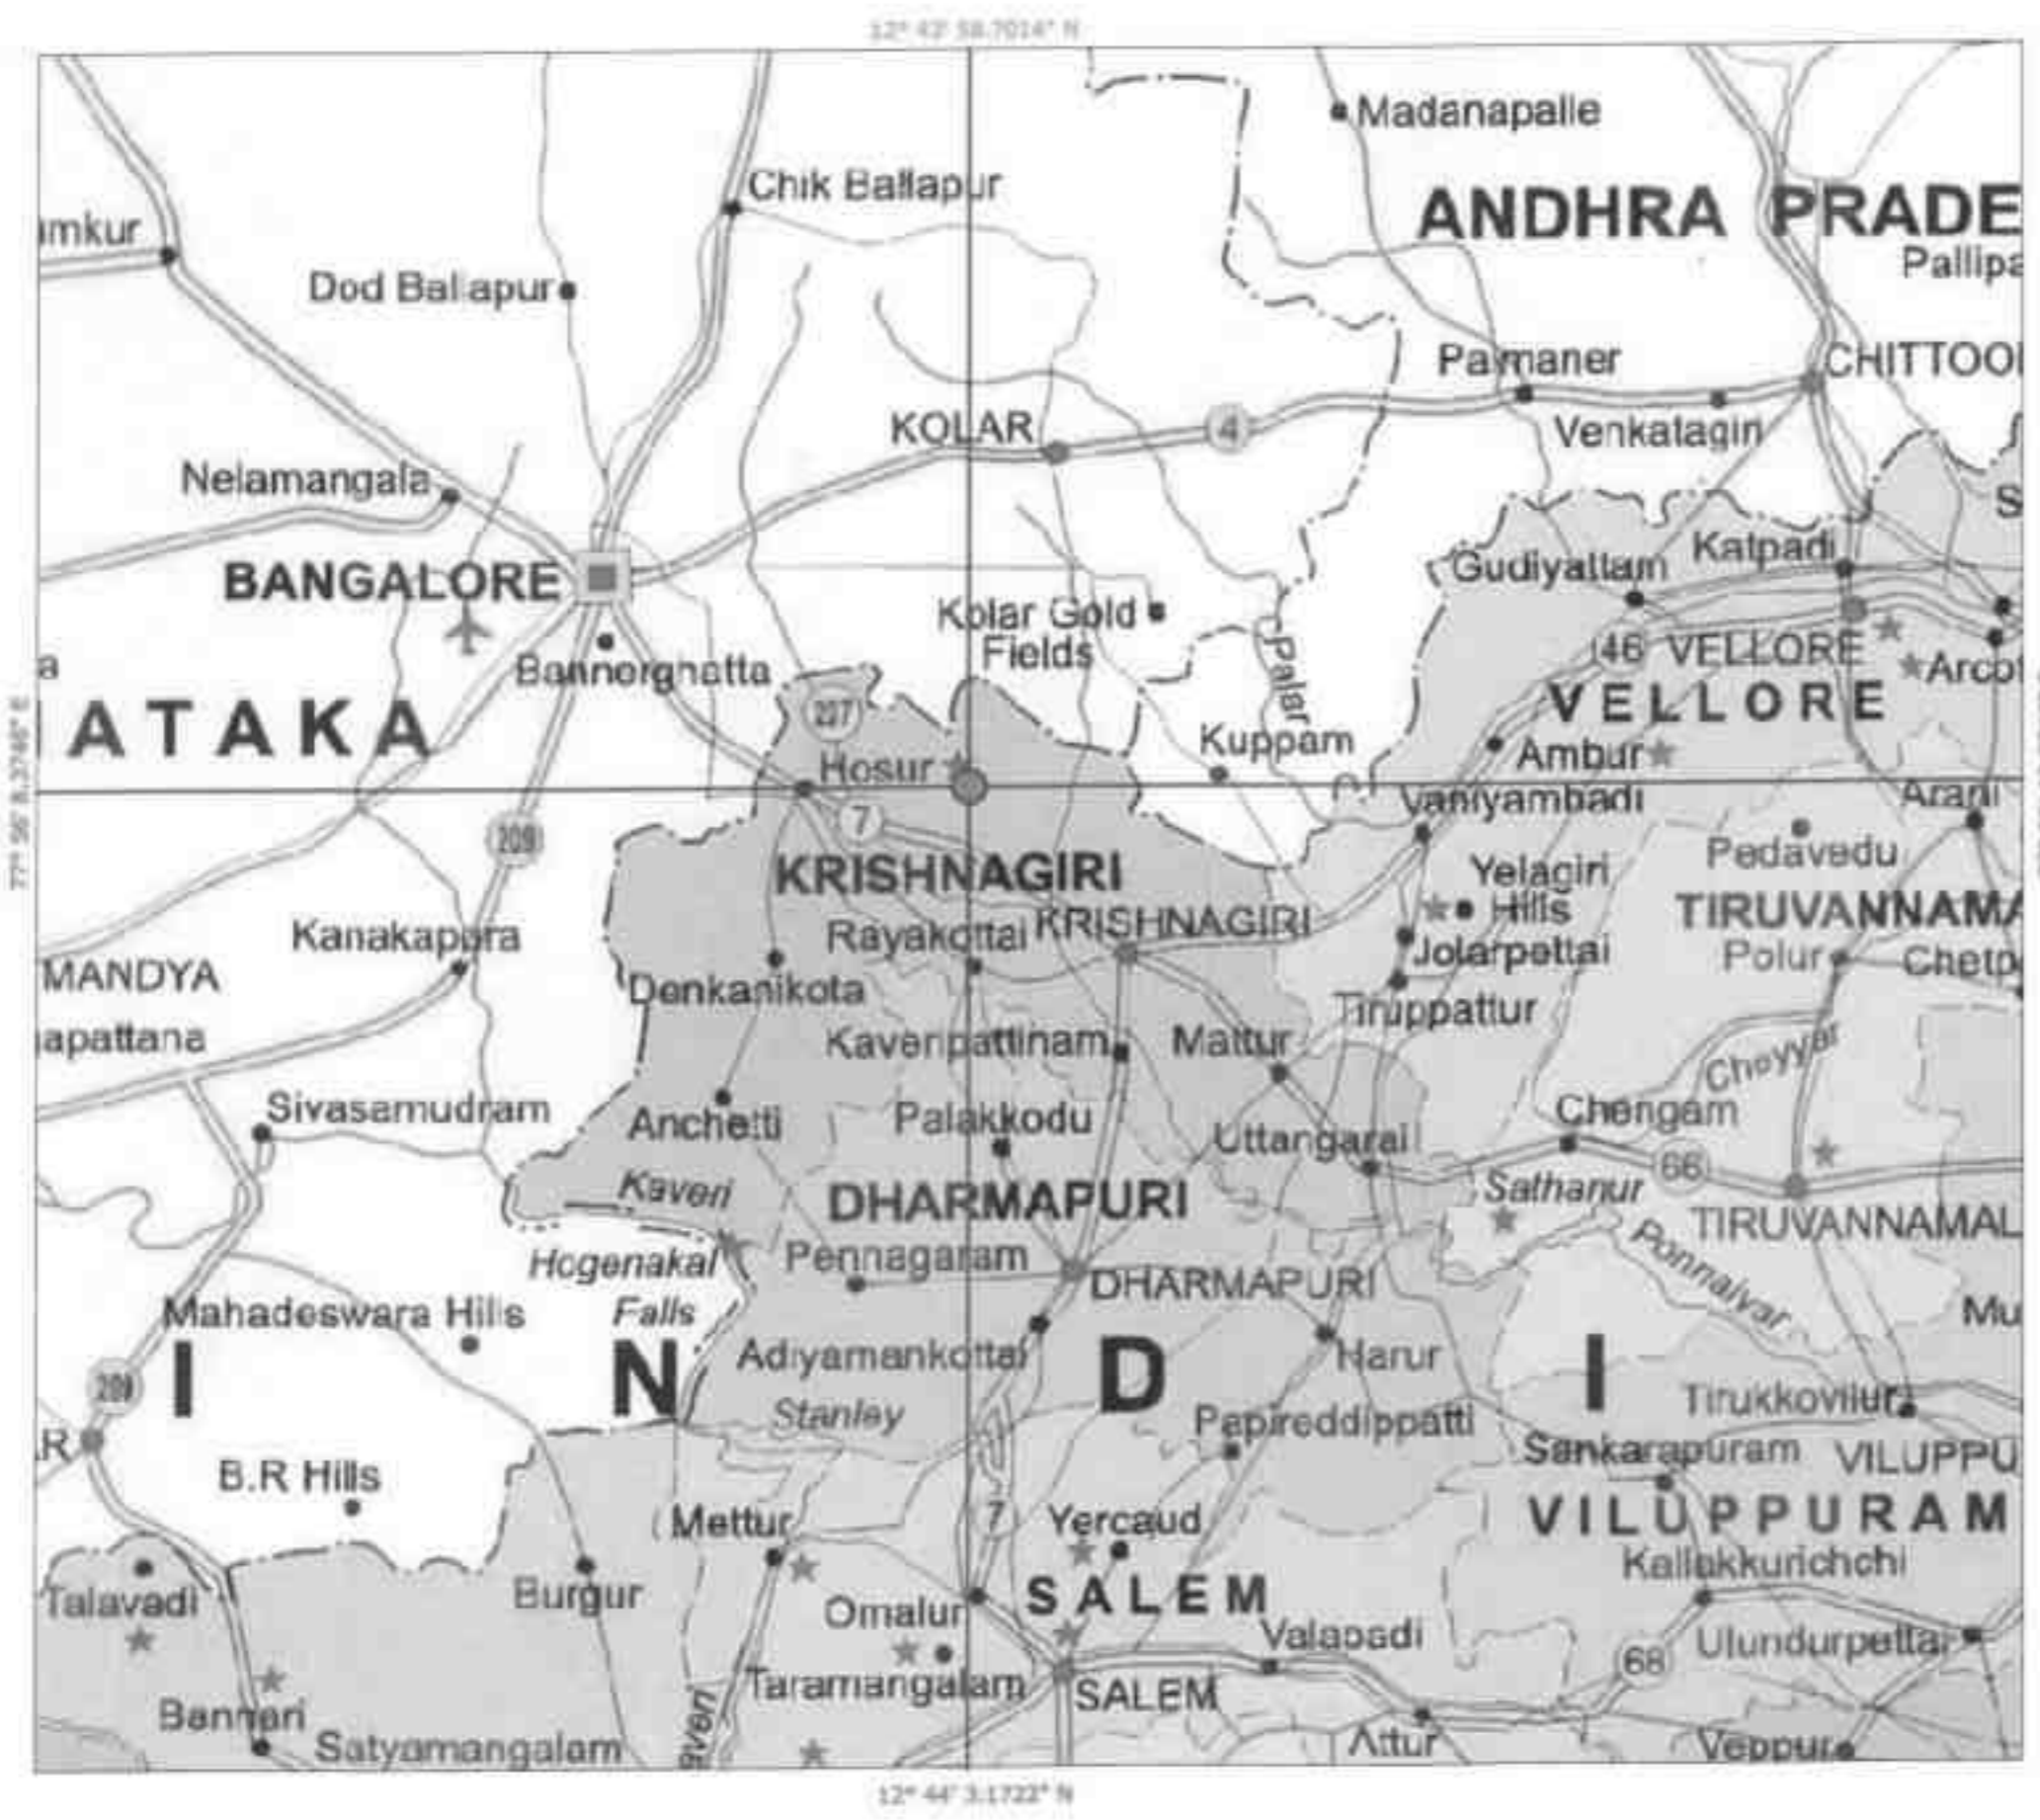 Madanapalle
Chik Ballapur
ANDHRA PRADE
mkur
Pallipa
Dod Ballapur
Palmaner
CHITTOO
KOLAR
4
Venkatagiri
Nelamangala
S
Katpadi
BANGALORE
Gudiyattam
Kolar Gold
Fields
46
VELLORE
Bannerghatta
Palar
Arco
a
ATAKA
207
VELLORE
Kuppam
Ambur
Hosur
Vaniyambadi
Arani
7
209
KRISHNAGIRI
Yelagiri
Hills
Pedavedu
Kanakapura
Rayakottai
KRISHNAGIRI
TIRUVANNAMA
Jolarpettai
Polur
Chetp
MANDYA
Denkanikota
Tiruppattur
apattana
Kaveripattinam
Mattur
Cheyyar
Sivasamudram
Anchetti
Palakkodu
Chengam
Uttangarai
66
Kaveri
DHARMAPURI
Sathanur
TIRUVANNAMAL
Hogenakal
Falls
Pennagaram
DHARMAPURI
Ponnaiyar
Mahadeswara Hills
Mu
Adiyamankottai
Harur
I N D I
209
Stanley
Papireddippatti
Tirukkovilur
R
Sankarapuram
VILUPPU
B.R Hills
Mettur
7
Yercaud
VILUPPURAM
Kallakkurichchi
Talavadi
Burgur
Omalur
SALEM
Valapadi
68
Ulundurpettai
Taramangalam
SALEM
Bannari
Satyamangalam
averi
Attur
Veppur
12° 44' 3.1722" N